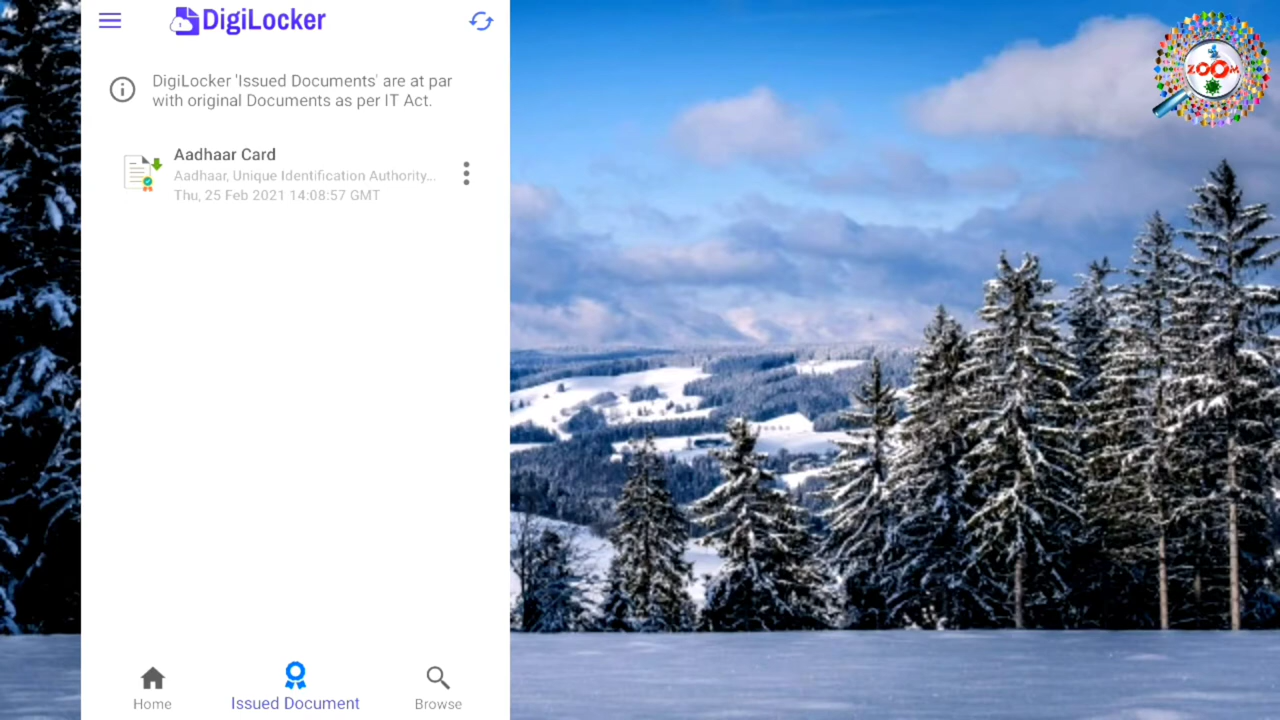 DigiLocker
DigiLocker 'Issued Documents' are at par
with original Documents as per IT Act.
Aadhaar Card
Aadhaar, Unique Identification Authority...
Thu, 25 Feb 2021 14:08:57 GMT
Home
Issued Document
Browse
ZOOM